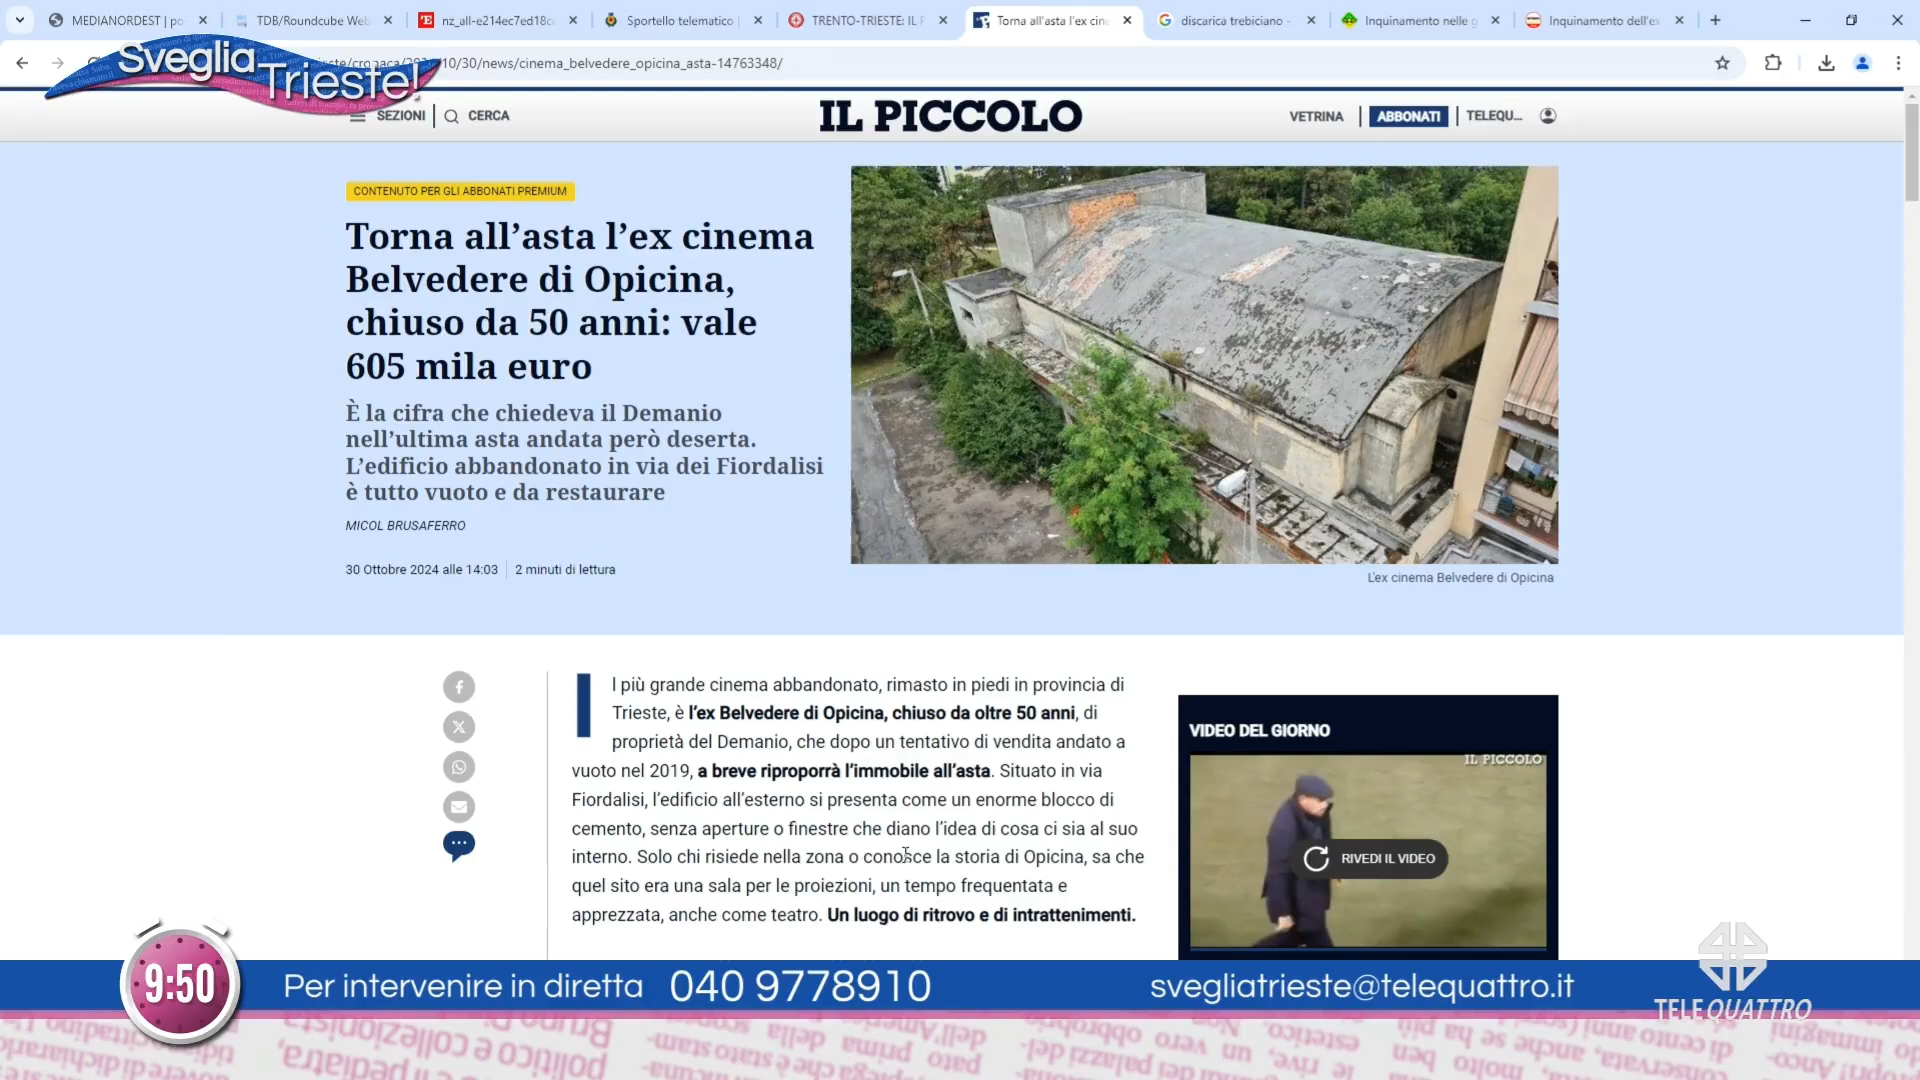 MEDIANORDEST | po
TDB/Roundcube Web
nz_all-e214ec7ed18c
Sportello telematico |
TRENTO-TRIESTE: IL P
Torna all'asta l'ex cine
discarica trebiciano -
Inquinamento nelle g
Inquinamento dell'ex
Sveglia
Trieste!
10/30/news/cinema_belvedere_opicina_asta-14763348/
SEZIONI
CERCA
IL PICCOLO
VETRINA
ABBONATI
TELEQU...
CONTENUTO PER GLI ABBONATI PREMIUM
Torna all’asta l’ex cinema
Belvedere di Opicina,
chiuso da 50 anni: vale
605 mila euro
È la cifra che chiedeva il Demanio
nell’ultima asta andata però deserta.
L’edificio abbandonato in via dei Fiordalisi
è tutto vuoto e da restaurare
MICOL BRUSAFERRO
30 Ottobre 2024 alle 14:03
2 minuti di lettura
L'ex cinema Belvedere di Opicina
Il più grande cinema abbandonato, rimasto in piedi in provincia di
Trieste, è l’ex Belvedere di Opicina, chiuso da oltre 50 anni, di
proprietà del Demanio, che dopo un tentativo di vendita andato a
vuoto nel 2019, a breve riproporrà l’immobile all’asta. Situato in via
Fiordalisi, l’edificio all’esterno si presenta come un enorme blocco di
cemento, senza aperture o finestre che diano l’idea di cosa ci sia al suo
interno. Solo chi risiede nella zona o conosce la storia di Opicina, sa che
quel sito era una sala per le proiezioni, un tempo frequentata e
apprezzata, anche come teatro. Un luogo di ritrovo e di intrattenimenti.
VIDEO DEL GIORNO
IL PICCOLO
RIVEDI IL VIDEO
9:50
Per intervenire in diretta 040 9778910
svegliatrieste@telequattro.it
TELEQUATTRO